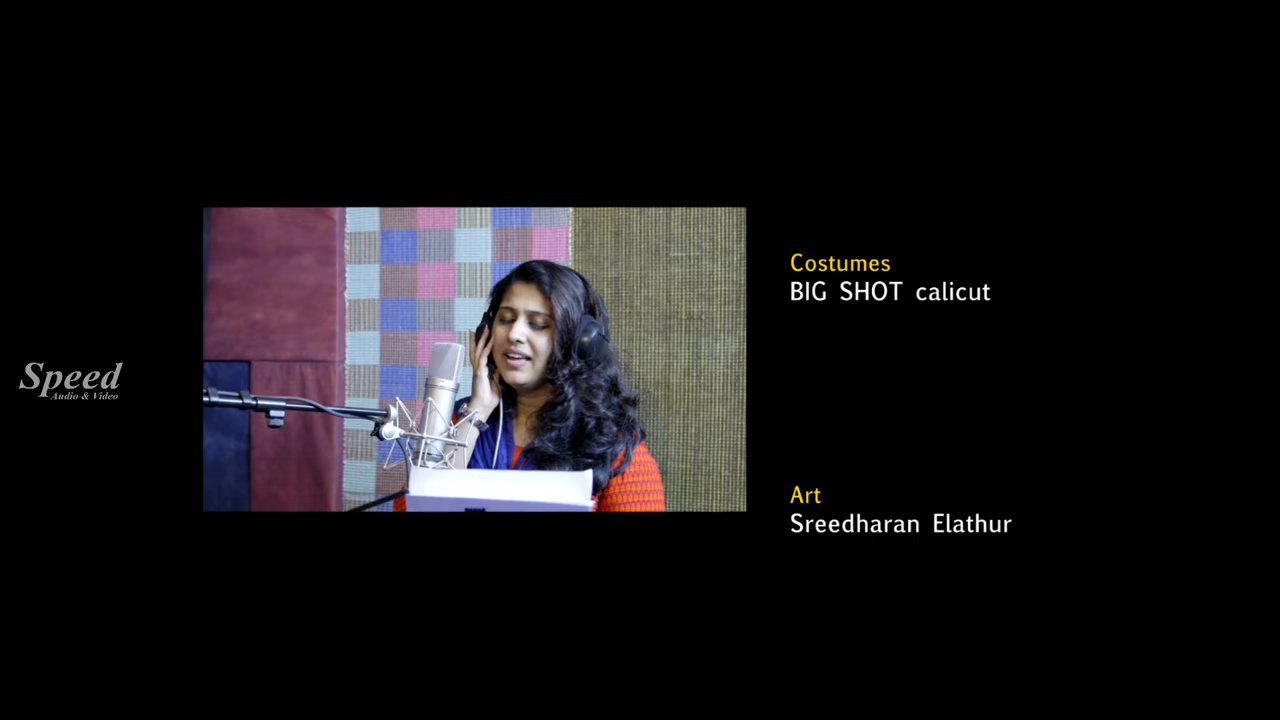 Speed
Audio & Video
Costumes
BIG SHOT calicut
Art
Sreedharan Elathur